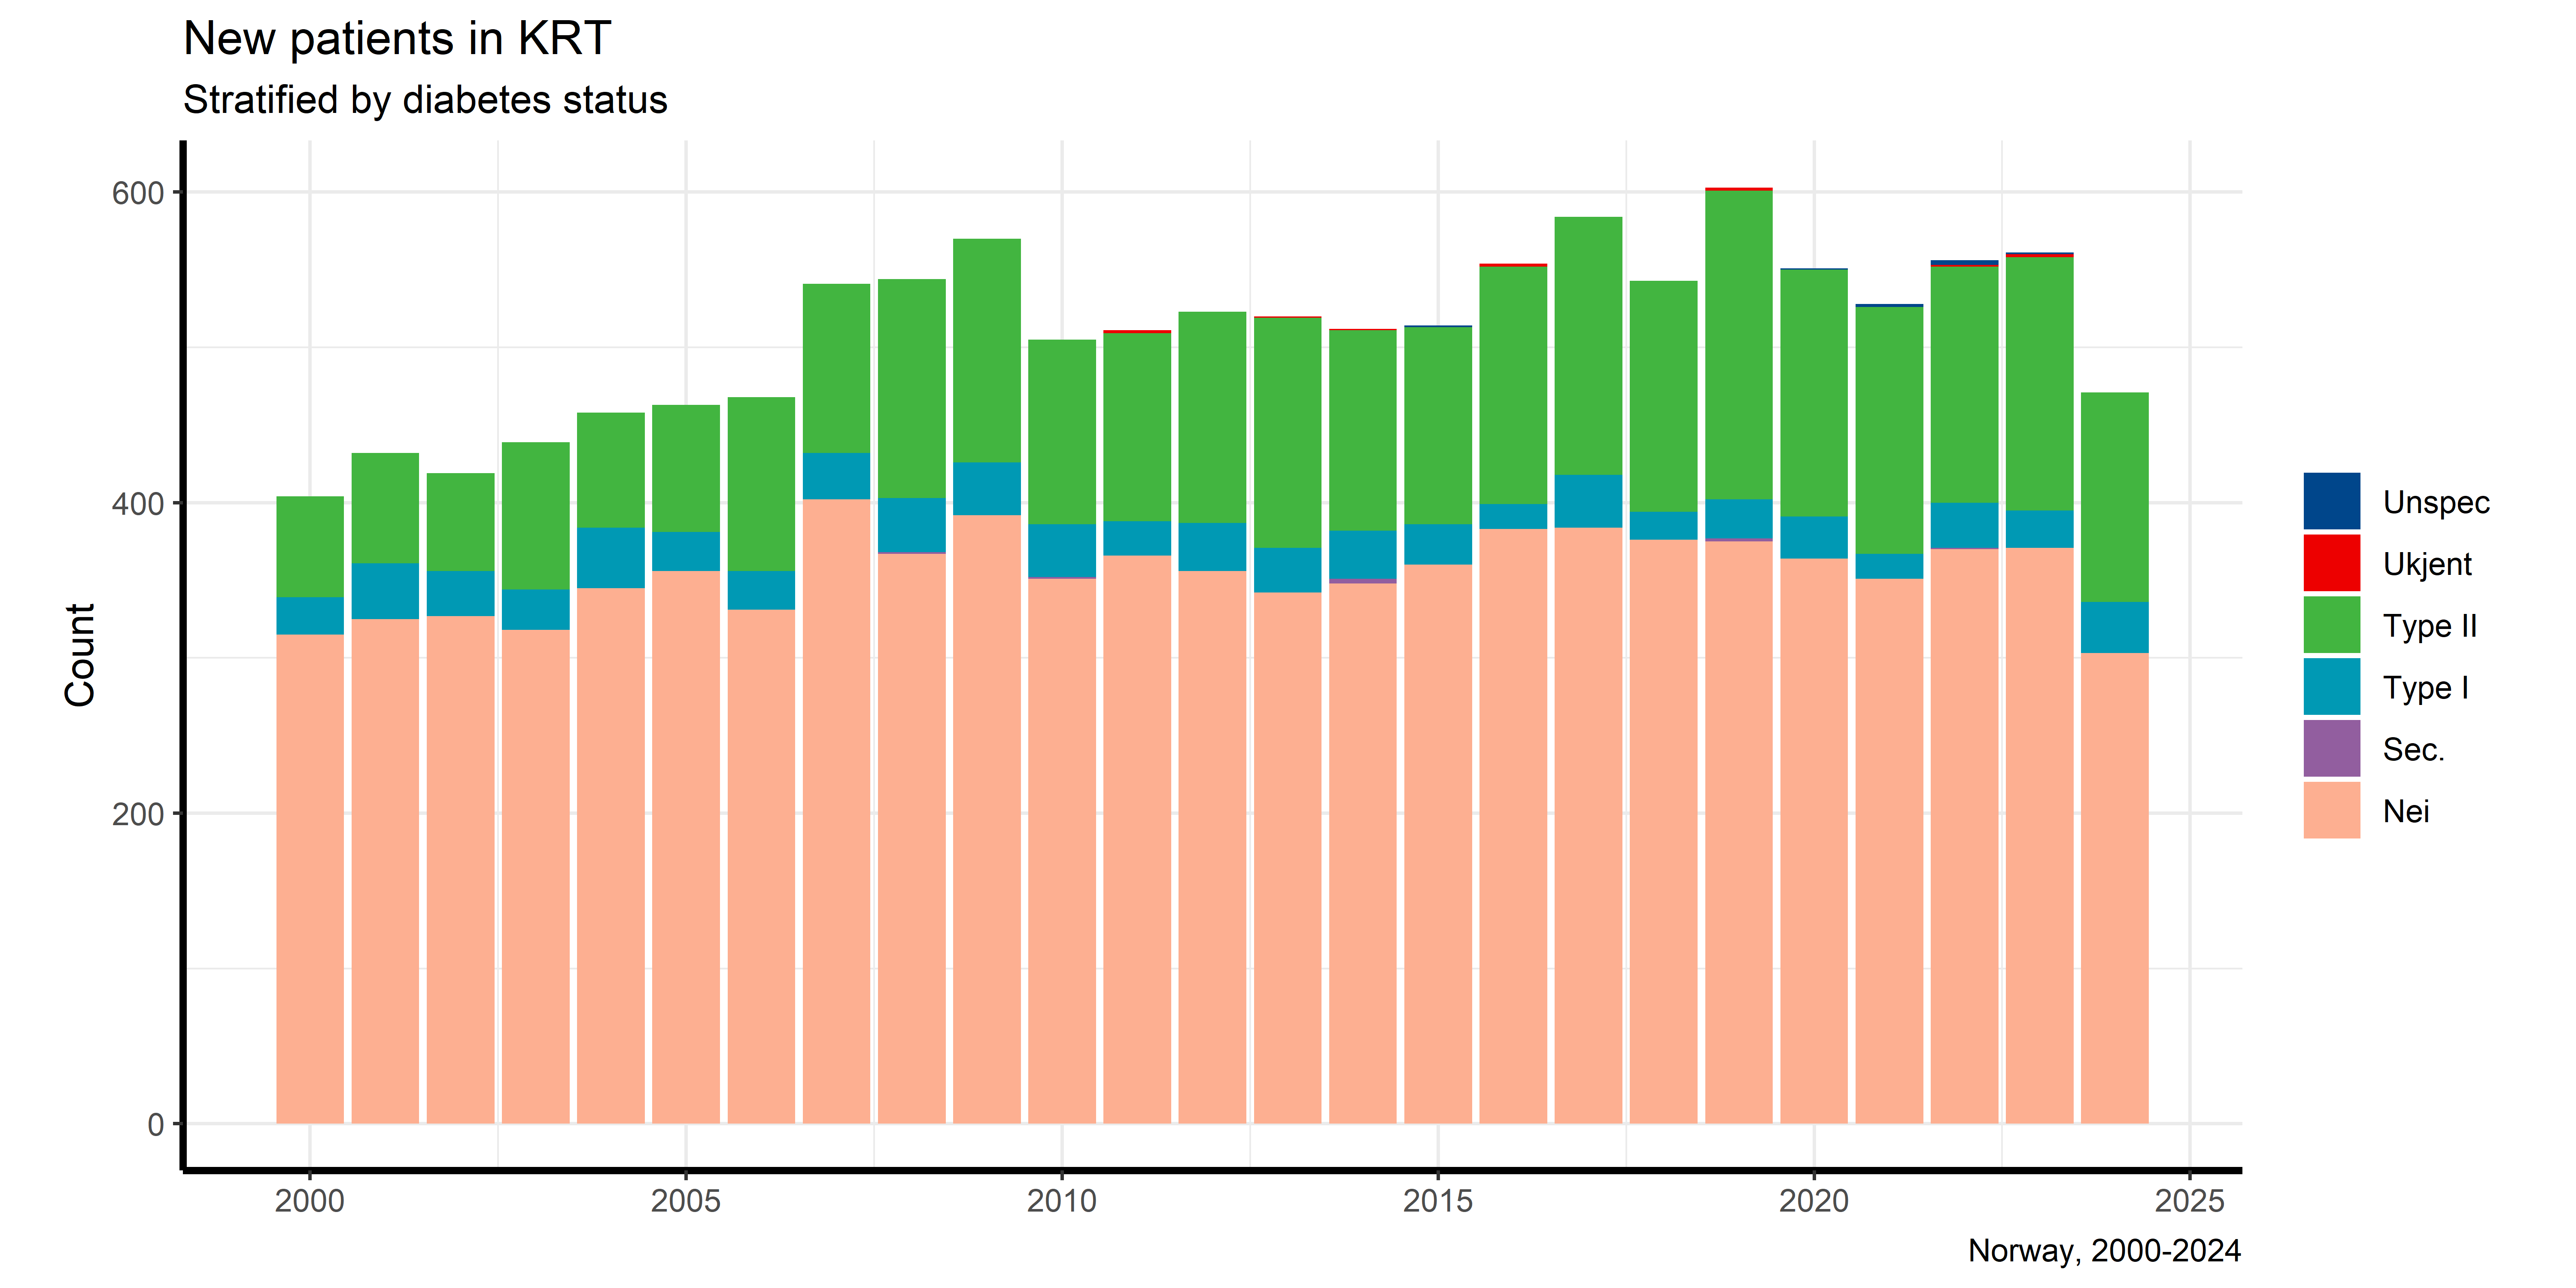 New patients in KRT
Stratified by diabetes status
Count
600
400
200
0
2000 2005 2010 2015 2020 2025
Unspec
Ukjent
Type II
Type I
Sec.
Nei
Norway, 2000-2024